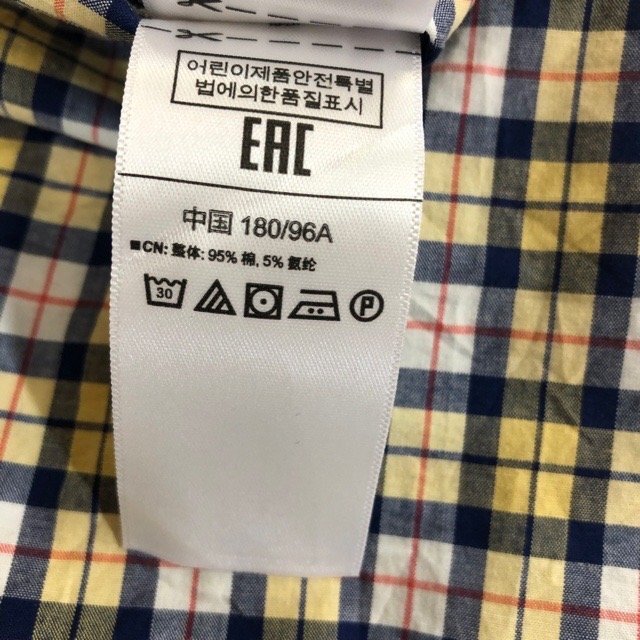 어린이제품안전특별
법에의한품질표시
EAC
中国 180/96A
■CN: 整体: 95% 棉, 5% 氨纶
30
P